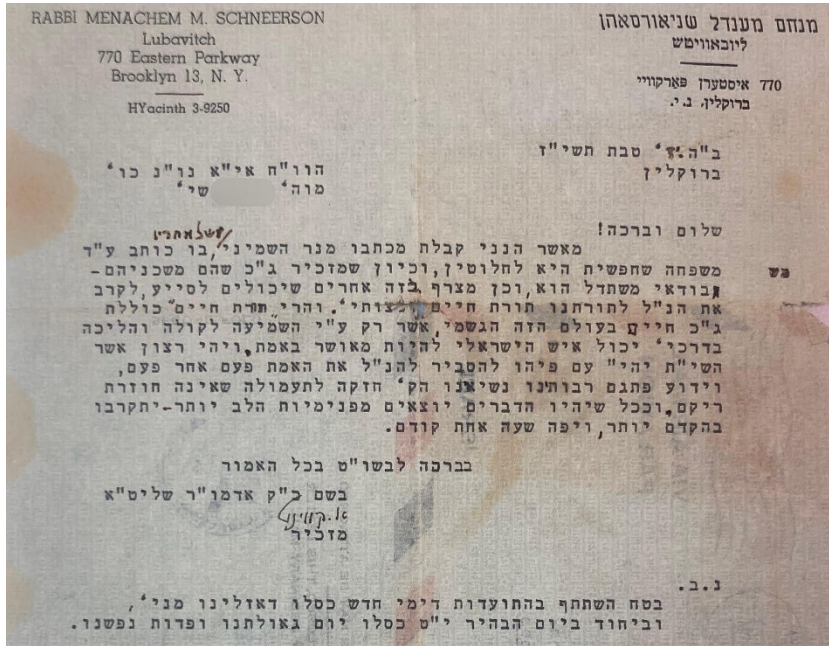 RABBI MENACHEM M. SCHNEERSON
Lubavitch
770 Eastern Parkway
Brooklyn 13, N. Y.
HYacinth 3-9250
מנחם מענדל שניאורסאהן
ליובאוויטש
770 איסטערן פּאַרקוויי
ברוקלין, נ.י.
ב"ה, טבת תשי"ז
ברוקלין
הוו"ח אי"א נו"נ כו'
מוה' שי'
שלום וברכה!
מאשר הנני קבלת מכתבו מנר השמיני, בו כותב ע"ד
משפחה שחפשית היא לחלוטין, וכיון שמזכיר ג"כ שהם משכניהם-
בודאי משתדל הוא, וכן מצרף בזה אחרים שיכולים לסייע, לקרב
את הנ"ל לתורתנו תורת חיים ומצותי'. והרי תורת חיים כוללת
ג"כ חיים בעולם הזה הגשמי, אשר רק ע"י השמיעה לקולה והליכה
בדרכי' יכול איש הישראלי להיות מאושר באמת, ויהי רצון אשר
השי"ת יהי' עם פיהו להסביר להנ"ל את האמת פעם אחר פעם,
וידוע פתגם רבותינו נשיאנו הק' חזקה לתעמולה שאינה חוזרת
ריקם, וככל שיהיו הדברים יוצאים מפנימיות הלב יותר-יתקרבו
בהקדם יותר, ויפה שעה אחת קודם.
בברכה לבשו"ט בכל האמור
בשם כ"ק אדמו"ר שליט"א
א. קווינט
מזכיר
נ.ב.
בטח השתתף בהתועדות דימי חדש כסלו דאזלינו מני',
וביחוד ביום הבהיר י"ט כסלו יום גאולתנו ופדות נפשנו.